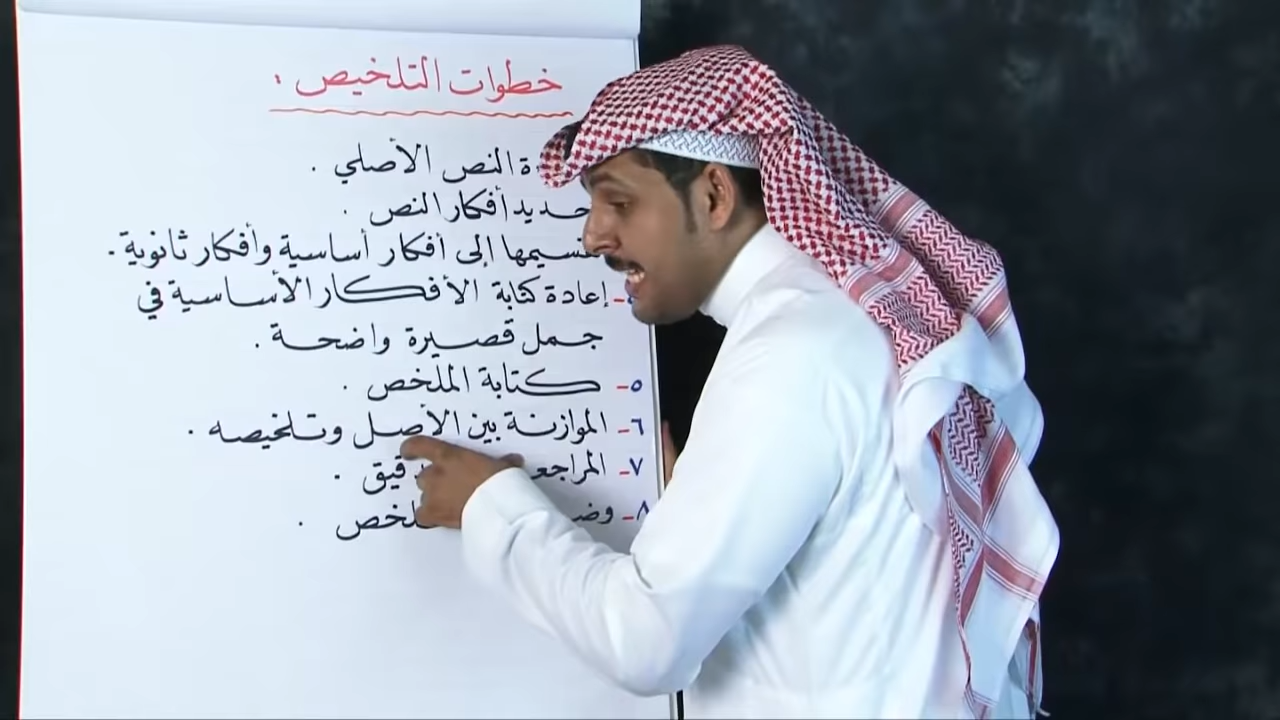 خطوات التلخيص :
النص الأصلي .
أفكار النص .
إلى أفكار أساسية وأفكار ثانوية .
إعادة كتابة الأفكار الأساسية في
جمل قصيرة واضحة .
٥- كتابة الملخص .
٦- الموازنة بين الأصل وتلخيصه .
٧-
٨-